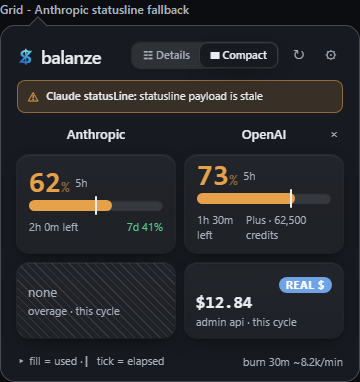 Grid - Anthropic statusline fallback
balanze
Details Compact
Claude statusLine: statusline payload is stale
Anthropic
OpenAI ×
62% 5h
2h 0m left 7d 41%
73% 5h
1h 30m left
Plus · 62,500 credits
none
overage · this cycle
REAL $
$12.84
admin api · this cycle
fill = used · | tick = elapsed
burn 30m ~8.2k/min